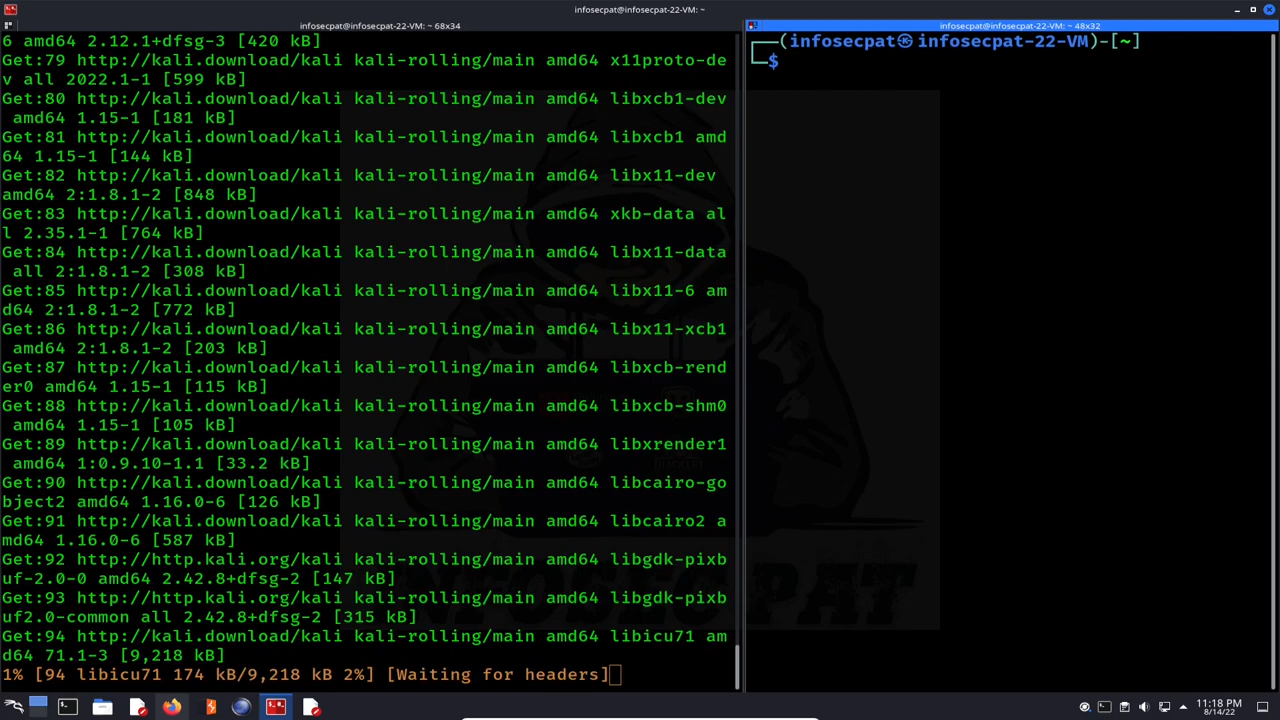 infosecpat@infosecpat-22-VM: ~
infosecpat@infosecpat-22-VM: ~ 68x34
6 amd64 2.12.1+dfsg-3 [420 kB]
Get:79 http://kali.download/kali kali-rolling/main amd64 x11proto-de
v all 2022.1-1 [599 kB]
Get:80 http://kali.download/kali kali-rolling/main amd64 libxcb1-dev
 amd64 1.15-1 [181 kB]
Get:81 http://kali.download/kali kali-rolling/main amd64 libxcb1 amd
64 1.15-1 [144 kB]
Get:82 http://kali.download/kali kali-rolling/main amd64 libx11-dev
amd64 2:1.8.1-2 [848 kB]
Get:83 http://kali.download/kali kali-rolling/main amd64 xkb-data al
l 2.35.1-1 [764 kB]
Get:84 http://kali.download/kali kali-rolling/main amd64 libx11-data
 all 2:1.8.1-2 [308 kB]
Get:85 http://kali.download/kali kali-rolling/main amd64 libx11-6 am
d64 2:1.8.1-2 [772 kB]
Get:86 http://kali.download/kali kali-rolling/main amd64 libx11-xcb1
 amd64 2:1.8.1-2 [203 kB]
Get:87 http://kali.download/kali kali-rolling/main amd64 libxcb-rend
er0 amd64 1.15-1 [115 kB]
Get:88 http://kali.download/kali kali-rolling/main amd64 libxcb-shm0
 amd64 1.15-1 [105 kB]
Get:89 http://kali.download/kali kali-rolling/main amd64 libxrender1
 amd64 1:0.9.10-1.1 [33.2 kB]
Get:90 http://kali.download/kali kali-rolling/main amd64 libcairo-go
bject2 amd64 1.16.0-6 [126 kB]
Get:91 http://kali.download/kali kali-rolling/main amd64 libcairo2 a
md64 1.16.0-6 [587 kB]
Get:92 http://http.kali.org/kali kali-rolling/main amd64 libgdk-pixb
uf-2.0-0 amd64 2.42.8+dfsg-2 [147 kB]
Get:93 http://http.kali.org/kali kali-rolling/main amd64 libgdk-pixb
uf2.0-common all 2.42.8+dfsg-2 [315 kB]
Get:94 http://kali.download/kali kali-rolling/main amd64 libicu71 am
d64 71.1-3 [9,218 kB]
1% [94 libicu71 174 kB/9,218 kB 2%] [Waiting for headers]
infosecpat@infosecpat-22-VM: ~ 48x32
┌──(infosecpat㉿infosecpat-22-VM)-[~]
└─$
INFOSECPAT
11:18 PM
8/14/22